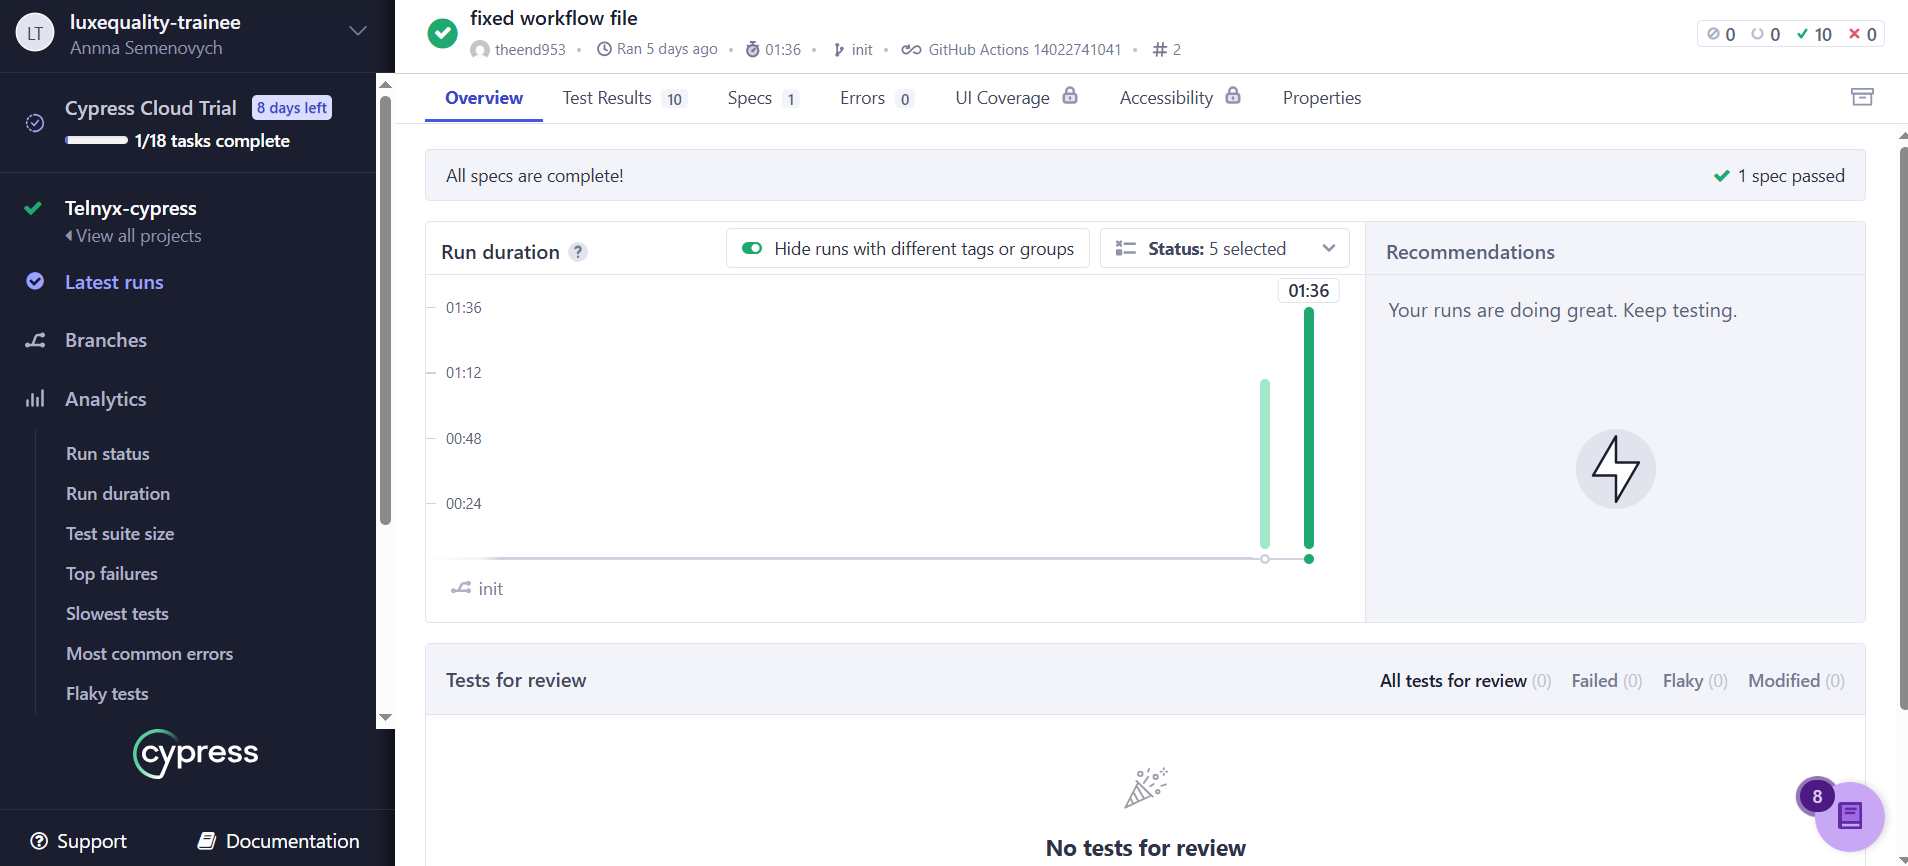 LT
luxequality-trainee
Annna Semenovych
Cypress Cloud Trial 8 days left
1/18 tasks complete
Telnyx-cypress
View all projects
Latest runs
Branches
Analytics
Run status
Run duration
Test suite size
Top failures
Slowest tests
Most common errors
Flaky tests
cypress
Support Documentation
fixed workflow file
theend953 • Ran 5 days ago • 01:36 • init • GitHub Actions 14022741041 • # 2
0 0 10 0
Overview Test Results 10 Specs 1 Errors 0 UI Coverage Accessibility Properties
All specs are complete! 1 spec passed
Run duration ? Hide runs with different tags or groups Status: 5 selected
01:36
01:36
01:12
00:48
00:24
init
Recommendations
Your runs are doing great. Keep testing.
Tests for review All tests for review (0) Failed (0) Flaky (0) Modified (0)
No tests for review
8